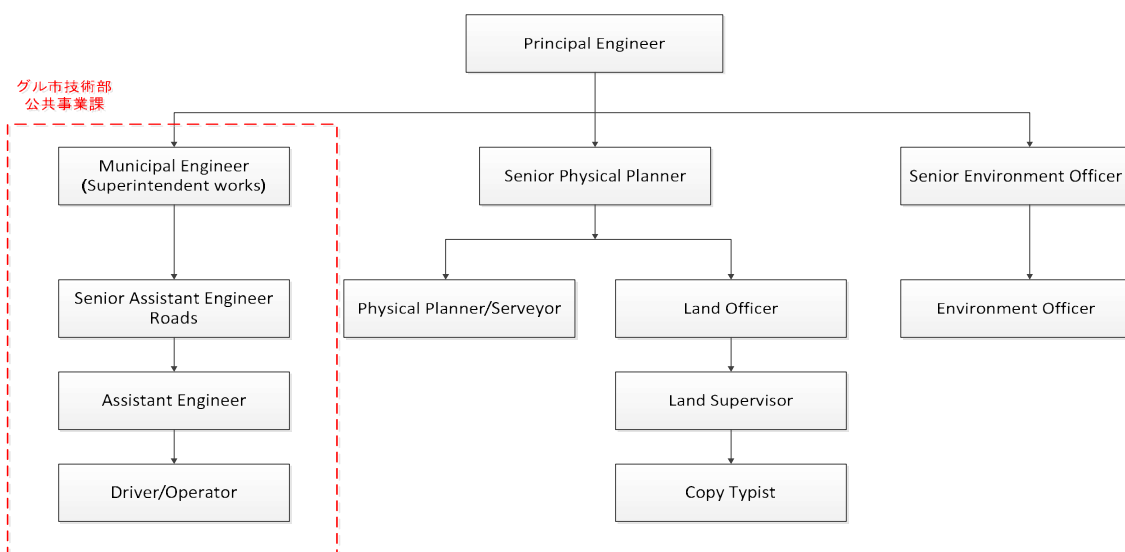 Principal Engineer
グル市技術部
公共事業課
Municipal Engineer
(Superintendent works)
Senior Physical Planner
Senior Environment Officer
Senior Assistant Engineer
Roads
Physical Planner/Serveyor
Land Officer
Environment Officer
Assistant Engineer
Land Supervisor
Driver/Operator
Copy Typist